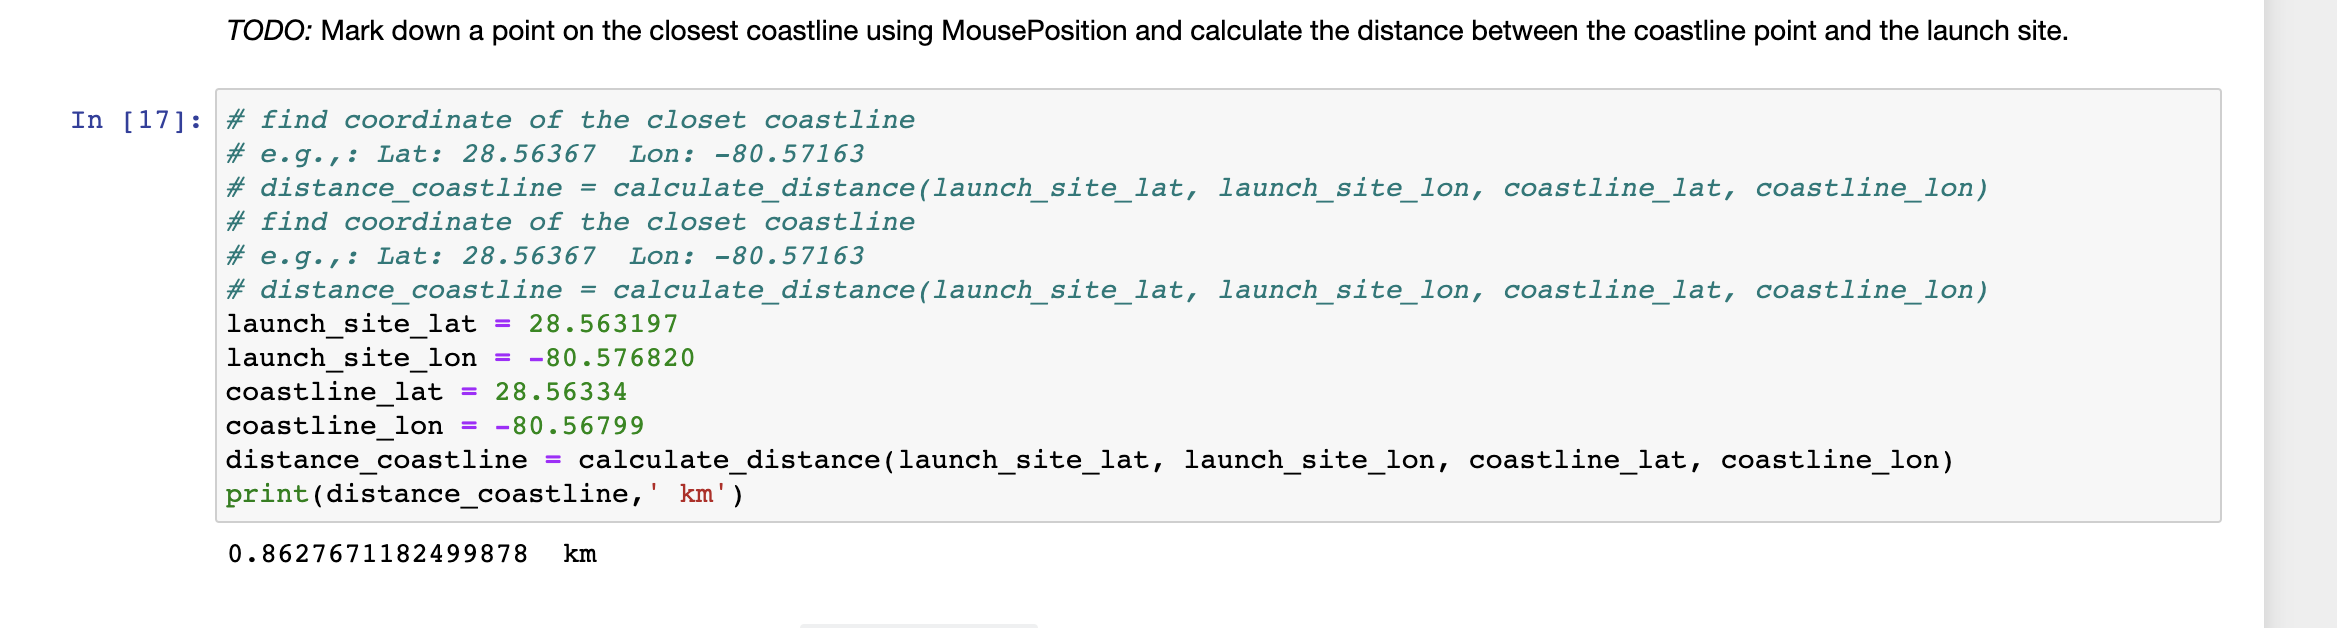 TODO: Mark down a point on the closest coastline using MousePosition and calculate the distance between the coastline point and the launch site.
In [17]:
# find coordinate of the closet coastline
# e.g.,: Lat: 28.56367  Lon: -80.57163
# distance_coastline = calculate_distance(launch_site_lat, launch_site_lon, coastline_lat, coastline_lon)
# find coordinate of the closet coastline
# e.g.,: Lat: 28.56367  Lon: -80.57163
# distance_coastline = calculate_distance(launch_site_lat, launch_site_lon, coastline_lat, coastline_lon)
launch_site_lat = 28.563197
launch_site_lon = -80.576820
coastline_lat = 28.56334
coastline_lon = -80.56799
distance_coastline = calculate_distance(launch_site_lat, launch_site_lon, coastline_lat, coastline_lon)
print(distance_coastline,' km')
0.8627671182499878  km